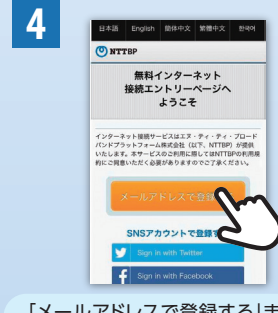 4
日本語 English 簡体中文 繁體中文 한국어
NTTBP
無料インターネット
接続エントリーページへ
ようこそ
インターネット接続サービスはエヌ・ティ・ティ・ブロード
バンドプラットフォーム株式会社（以下、NTTBP）が提供
いたします。本サービスのご利用に際してはNTTBPの利用規
約にご同意いただく必要がありますのでご了承ください。
メールアドレスで登録
SNSアカウントで登録す
Sign in with Twitter
Sign in with Facebook
「メールアドレスで登録する」ま